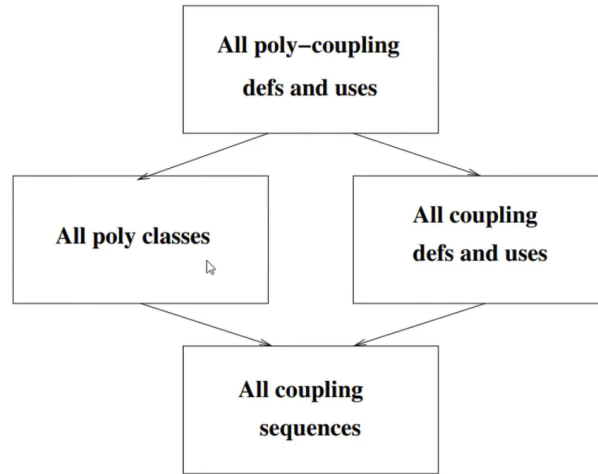 All poly−coupling
defs and uses
All poly classes
All coupling
defs and uses
All coupling
sequences